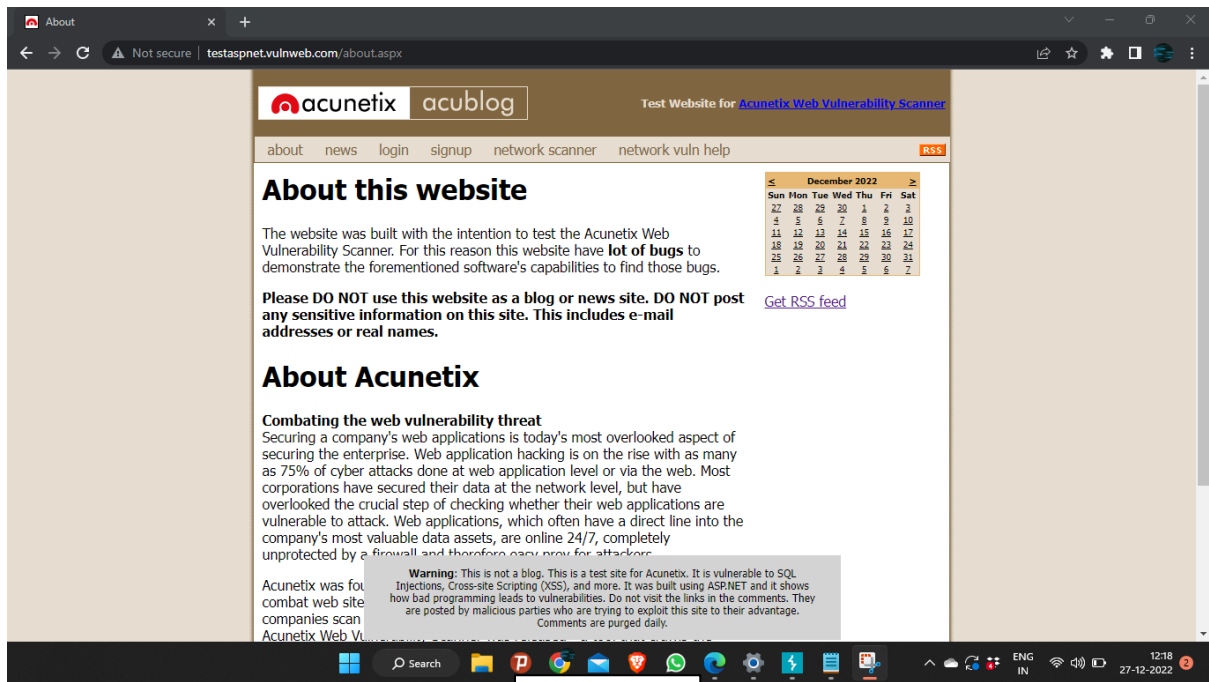 About
Not secure
testaspnet.vulnweb.com/about.aspx
acunetix acublog
Test Website for Acunetix Web Vulnerability Scanner
about news login signup network scanner network vuln help
RSS
About this website
The website was built with the intention to test the Acunetix Web
Vulnerability Scanner. For this reason this website have lot of bugs to
demonstrate the forementioned software's capabilities to find those bugs.
Please DO NOT use this website as a blog or news site. DO NOT post
any sensitive information on this site. This includes e-mail
addresses or real names.
< December 2022 >
Sun Mon Tue Wed Thu Fri Sat
27 28 29 30 1 2 3
4 5 6 7 8 9 10
11 12 13 14 15 16 17
18 19 20 21 22 23 24
25 26 27 28 29 30 31
1 2 3 4 5 6 7
Get RSS feed
About Acunetix
Combating the web vulnerability threat
Securing a company's web applications is today's most overlooked aspect of
securing the enterprise. Web application hacking is on the rise with as many
as 75% of cyber attacks done at web application level or via the web. Most
corporations have secured their data at the network level, but have
overlooked the crucial step of checking whether their web applications are
vulnerable to attack. Web applications, which often have a direct line into the
company's most valuable data assets, are online 24/7, completely
unprotected by a firewall and therefore easy prey for attackers.
Acunetix was fou
combat web site
companies scan
Acunetix Web Vu
Warning: This is not a blog. This is a test site for Acunetix. It is vulnerable to SQL
Injections, Cross-site Scripting (XSS), and more. It was built using ASP.NET and it shows
how bad programming leads to vulnerabilities. Do not visit the links in the comments. They
are posted by malicious parties who are trying to exploit this site to their advantage.
Comments are purged daily.
Search
ENG
IN
12:18
27-12-2022
2